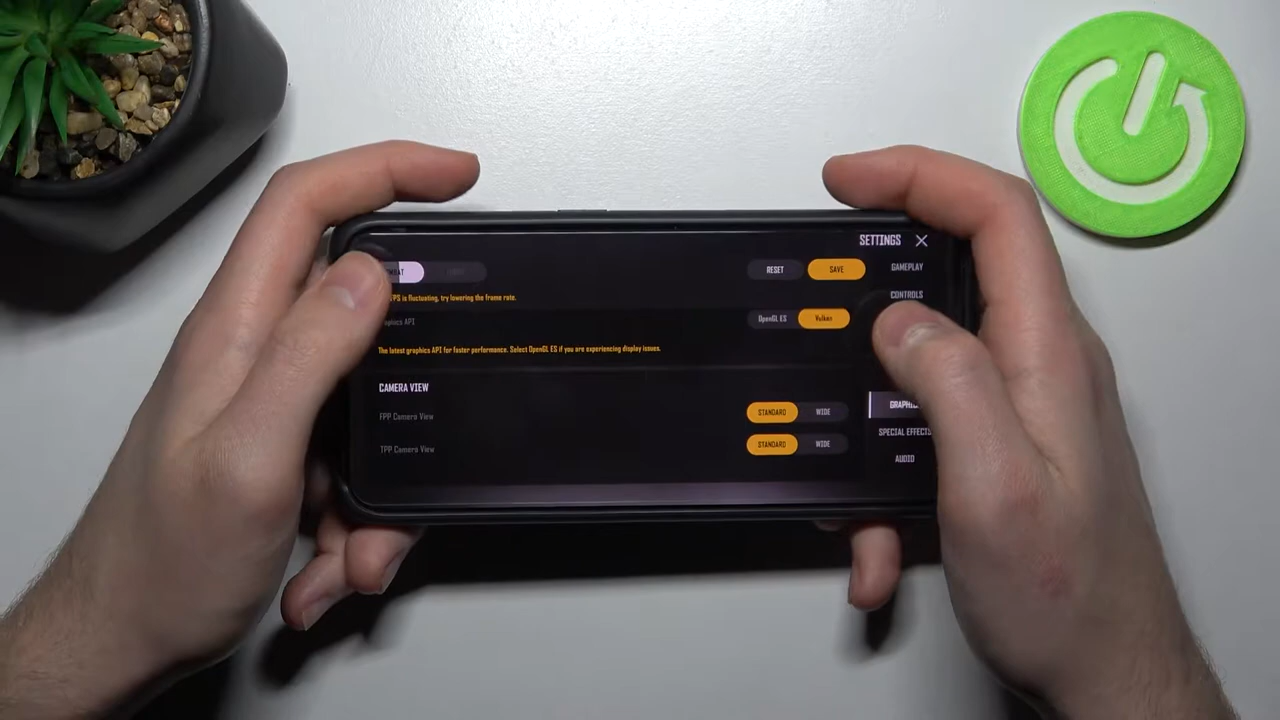 SETTINGS
RESET SAVE GAMEPLAY
FPS is fluctuating, try lowering the frame rate.
CONTROLS
API OpenGL ES Vulkan
The latest graphics API for faster performance. Select OpenGL ES if you are experiencing display issues.
CAMERA VIEW
FPP Camera View STANDARD WIDE
SPECIAL EFFECTS
TPP Camera View STANDARD WIDE
AUDIO